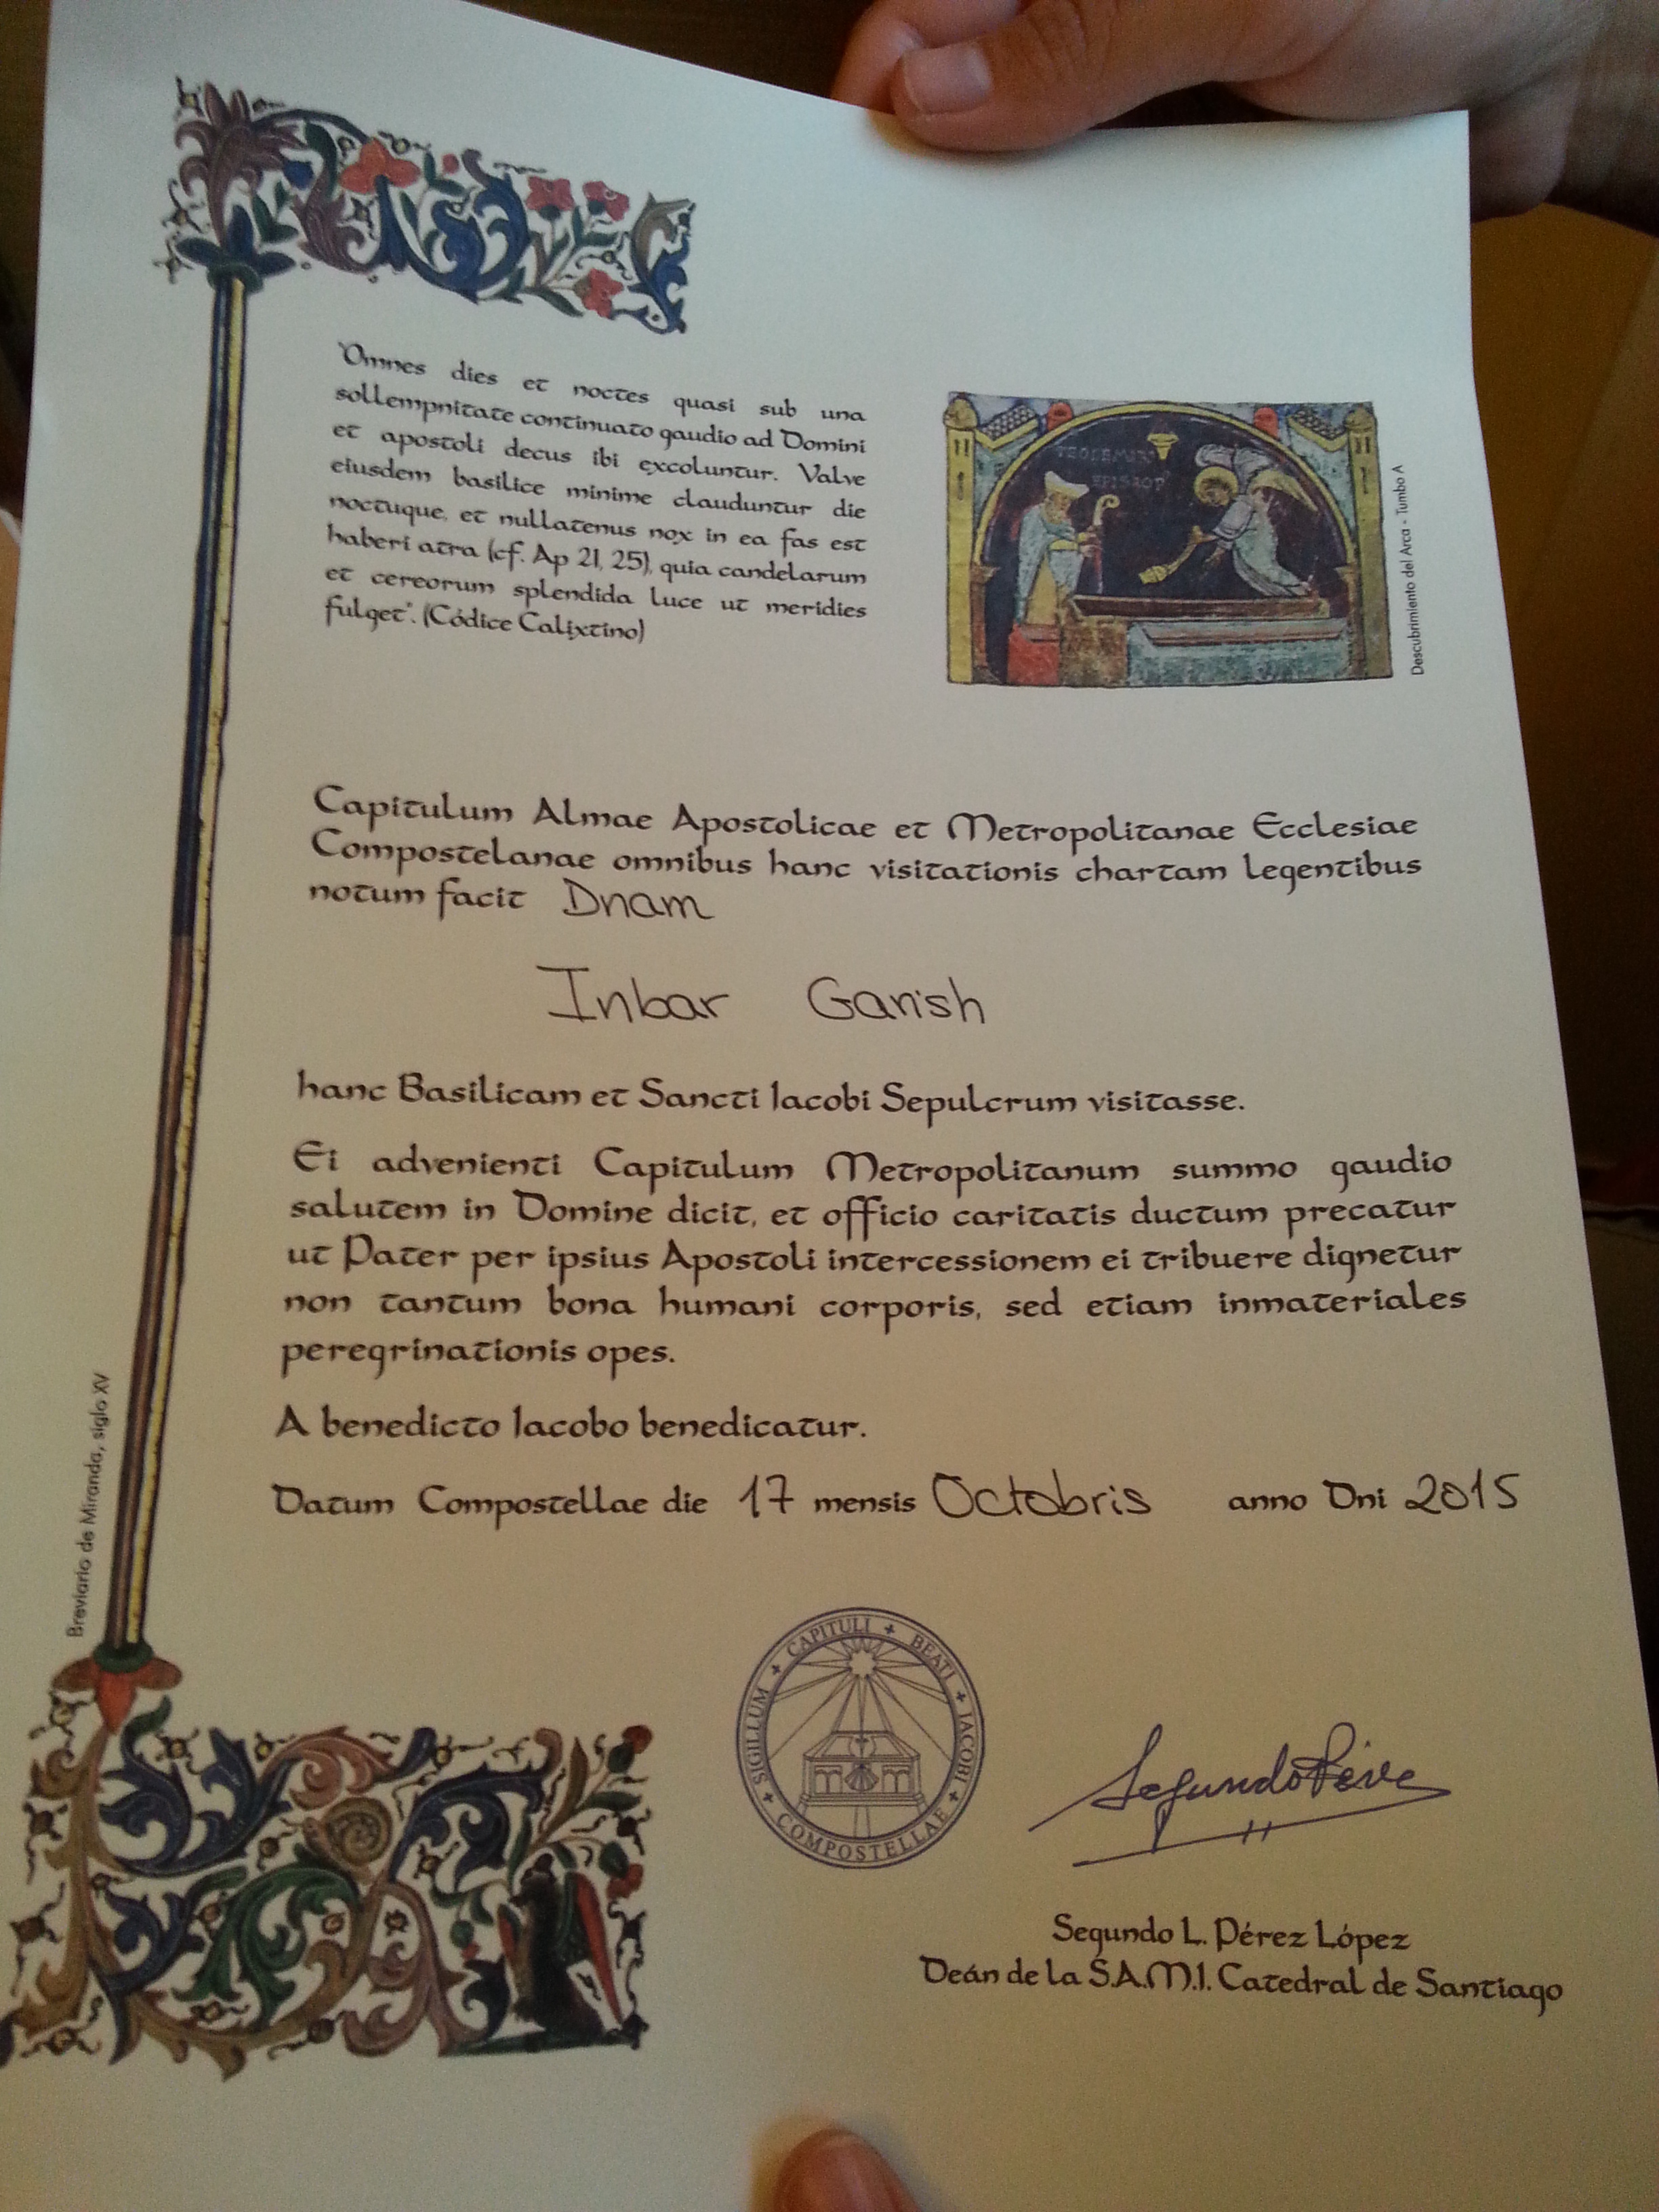 "Omnes dies et noctes quasi sub una
sollempnitate continuato gaudio ad Domini
et apostoli decus ibi excoluntur. Valve
eiusdem basilice minime clauduntur die
noctuque, et nullatenus nox in ea fas est
haberi atra (cf. Ap 21, 25), quia candelarum
et cereorum splendida luce ut meridies
fulget". (Códice Calixtino)
EPISCOP
Descubrimiento del Arca - Tumbo A
Capitulum Almae Apostolicae et Metropolitanae Ecclesiae
Compostelanae omnibus hanc visitationis chartam legentibus
notum facit Dnam
Inbar Garish
hanc Basilicam et Sancti Iacobi Sepulcrum visitasse.
Ei advenienti Capitulum Metropolitanum summo gaudio
salutem in Domine dicit, et officio caritatis ductum precatur
ut Pater per ipsius Apostoli intercessionem ei tribuere dignetur
non tantum bona humani corporis, sed etiam inmateriales
peregrinationis opes.
A benedicto Iacobo benedicatur.
Datum Compostellae die 17 mensis Octobris anno Dni 2015
Breviario de Miranda, siglo XV
SIGILLUM + CAPITULI + BEATI + IACOBI + COMPOSTELLAE +
Segundo Pérez
Segundo L. Pérez López
Deán de la S.A.M.I. Catedral de Santiago